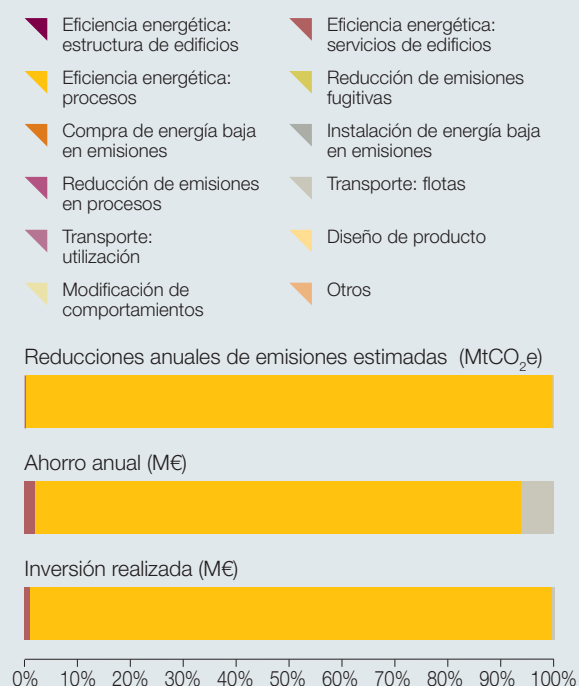 Eficiencia energética:
estructura de edificios
Eficiencia energética:
servicios de edificios
Eficiencia energética:
procesos
Reducción de emisiones
fugitivas
Compra de energía baja
en emisiones
Instalación de energía baja
en emisiones
Reducción de emisiones
en procesos
Transporte: flotas
Transporte:
utilización
Diseño de producto
Modificación de
comportamientos
Otros
Reducciones anuales de emisiones estimadas (MtCO₂e)
Ahorro anual (M€)
Inversión realizada (M€)
0% 10% 20% 30% 40% 50% 60% 70% 80% 90% 100%